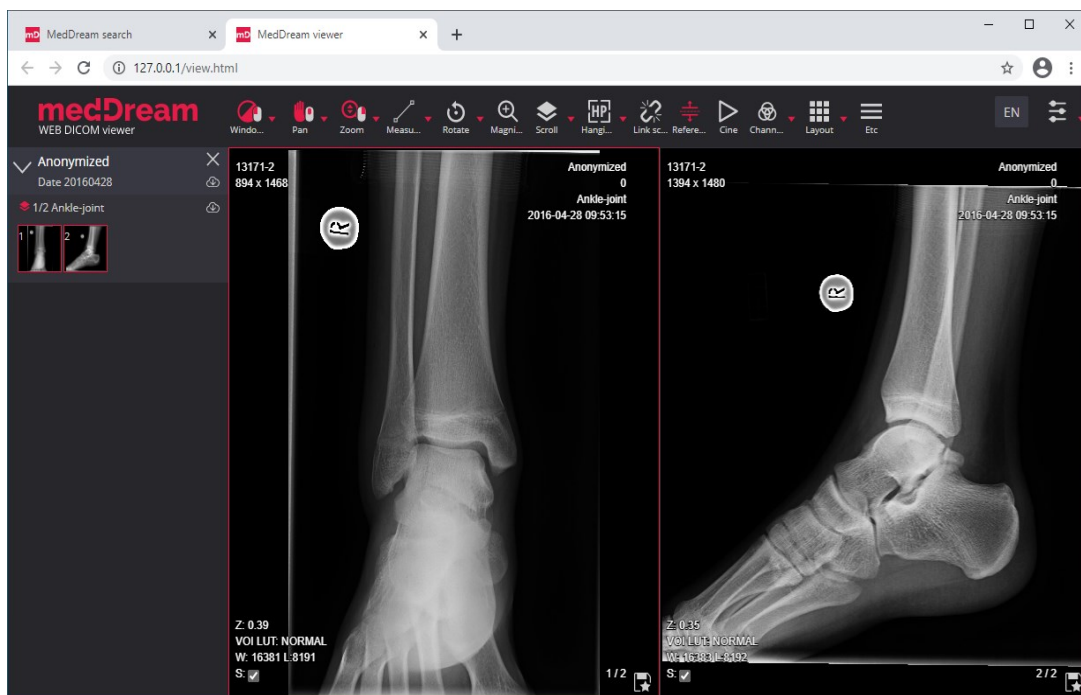 MedDream search
MedDream viewer
127.0.0.1/view.html
medDream
WEB DICOM viewer
Windo...
Pan
Zoom
Measu...
Rotate
Magni...
Scroll
HP
Hangi...
Link sc...
Refere...
Cine
Chann...
Layout
Etc
EN
Anonymized
Date 20160428
1/2 Ankle-joint
1
2
13171-2
894 x 1468
Anonymized
0
Ankle-joint
2016-04-28 09:53:15
R
Z: 0.39
VOI LUT: NORMAL
W: 16381 L:8191
S:
1/2
13171-2
1394 x 1480
Anonymized
0
Ankle-joint
2016-04-28 09:53:15
R
Z: 0.35
VOI LUT: NORMAL
W: 16383 L:8192
S:
2/2